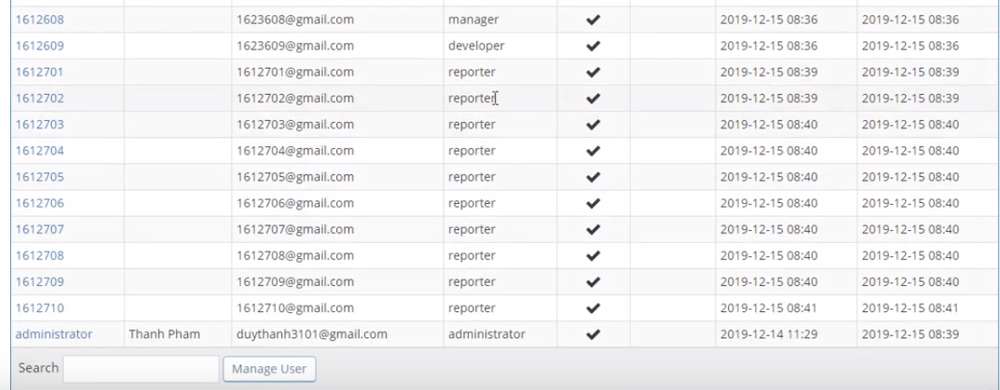 1612608 1623608@gmail.com manager 2019-12-15 08:36 2019-12-15 08:36
1612609 1623609@gmail.com developer 2019-12-15 08:36 2019-12-15 08:36
1612701 1612701@gmail.com reporter 2019-12-15 08:39 2019-12-15 08:39
1612702 1612702@gmail.com reporter 2019-12-15 08:39 2019-12-15 08:39
1612703 1612703@gmail.com reporter 2019-12-15 08:40 2019-12-15 08:40
1612704 1612704@gmail.com reporter 2019-12-15 08:40 2019-12-15 08:40
1612705 1612705@gmail.com reporter 2019-12-15 08:40 2019-12-15 08:40
1612706 1612706@gmail.com reporter 2019-12-15 08:40 2019-12-15 08:40
1612707 1612707@gmail.com reporter 2019-12-15 08:40 2019-12-15 08:40
1612708 1612708@gmail.com reporter 2019-12-15 08:40 2019-12-15 08:40
1612709 1612709@gmail.com reporter 2019-12-15 08:40 2019-12-15 08:40
1612710 1612710@gmail.com reporter 2019-12-15 08:41 2019-12-15 08:41
administrator Thanh Pham duythanh3101@gmail.com administrator 2019-12-14 11:29 2019-12-15 08:39
Search Manage User